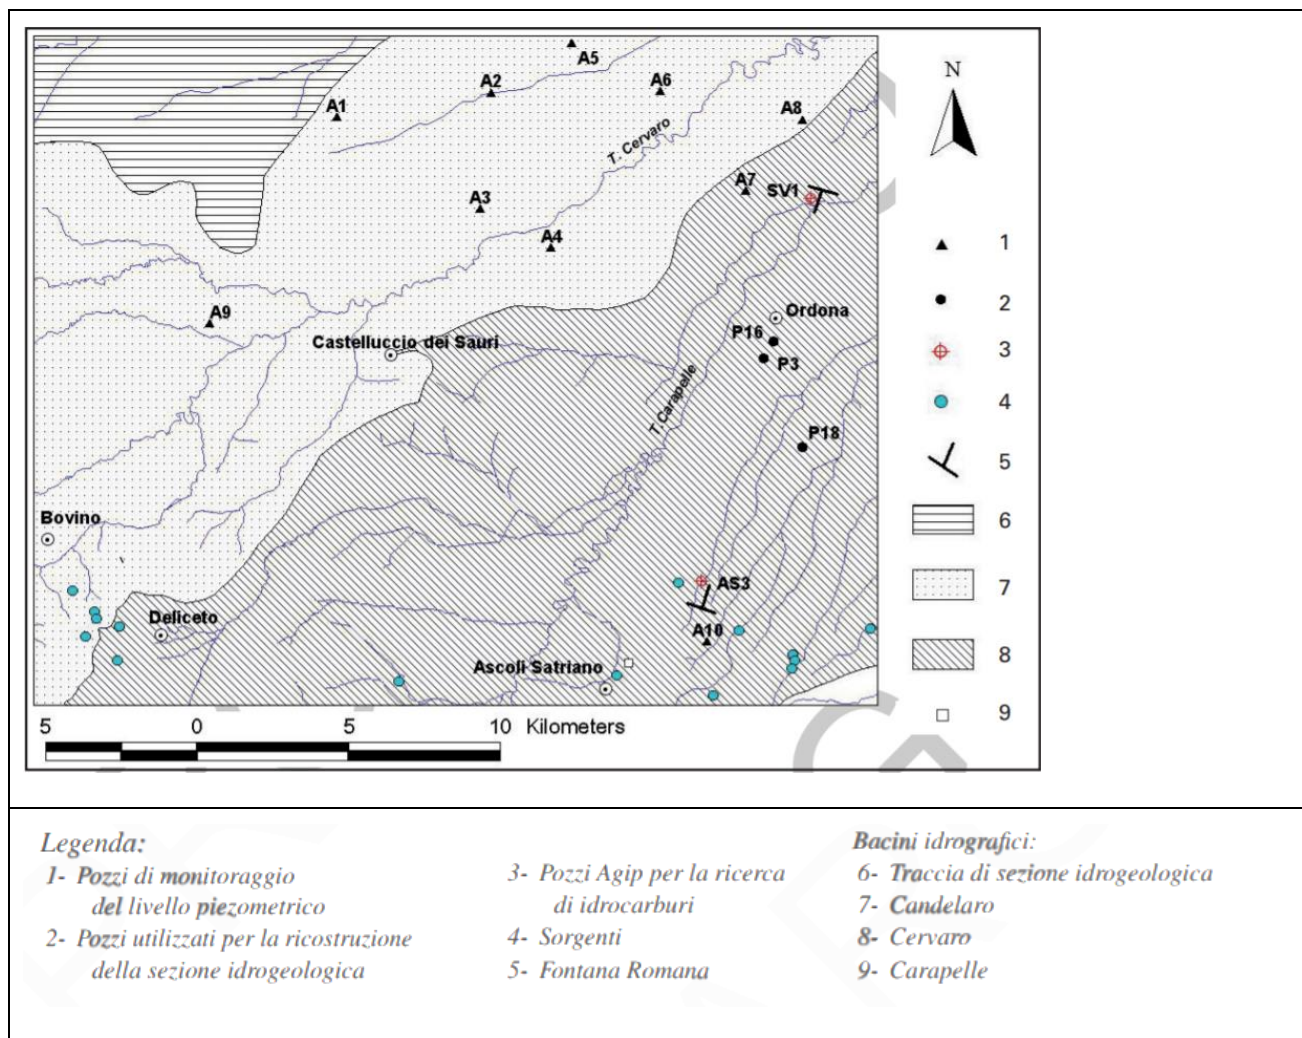 A5
A2
A6
A1
A8
T. Cervaro
A7
SV1
A3
A4
A9
Ordona
P16
Castelluccio dei Sauri
P3
T.Carapelle
P18
Bovino
AS3
Deliceto
A10
Ascoli Satriano
5 0 5 10 Kilometers
N
1
2
3
4
5
6
7
8
9
Legenda:
1- Pozzi di monitoraggio
del livello piezometrico
2- Pozzi utilizzati per la ricostruzione
della sezione idrogeologica
3- Pozzi Agip per la ricerca
di idrocarburi
4- Sorgenti
5- Fontana Romana
Bacini idrografici:
6- Traccia di sezione idrogeologica
7- Candelaro
8- Cervaro
9- Carapelle